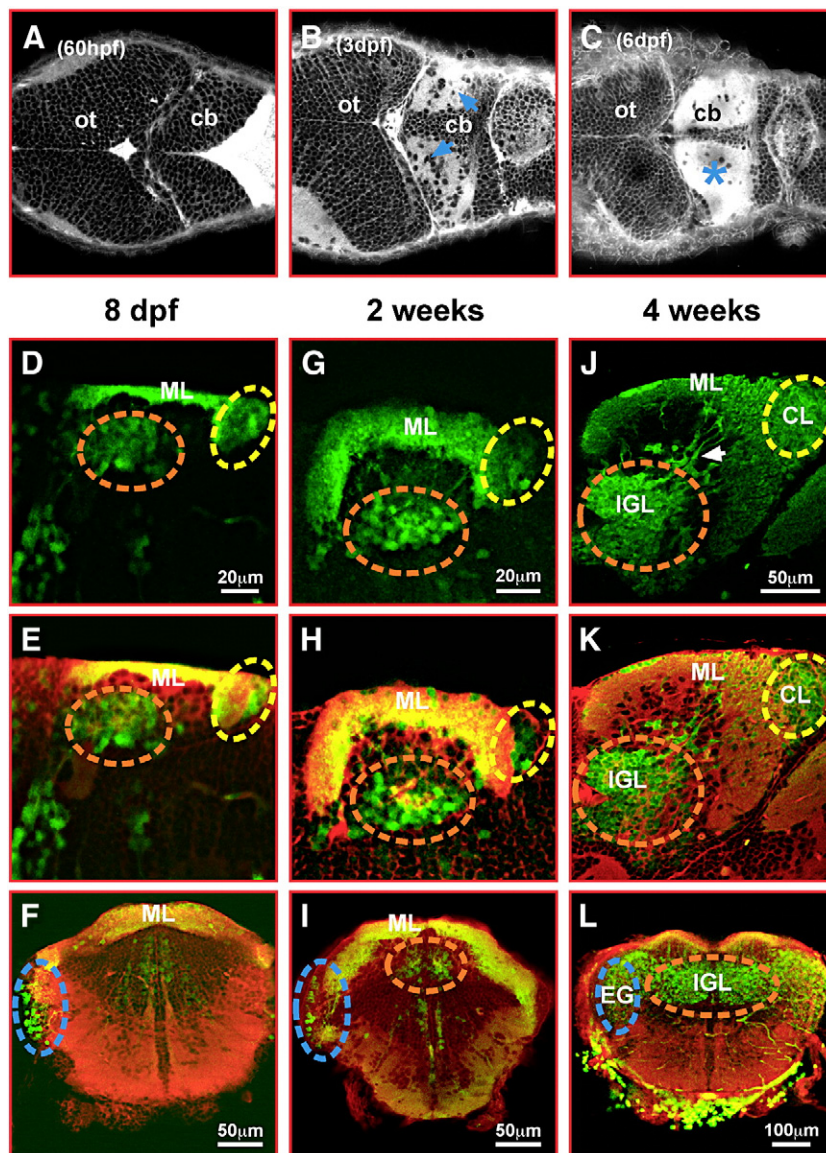 A (60hpf) ot cb
B (3dpf) ot cb
C (6dpf) ot cb *
8 dpf 2 weeks 4 weeks
D ML 20μm
G ML 20μm
J ML CL IGL 50μm
E ML
H ML
K ML CL IGL
F ML 50μm
I ML 50μm
L EG IGL 100μm